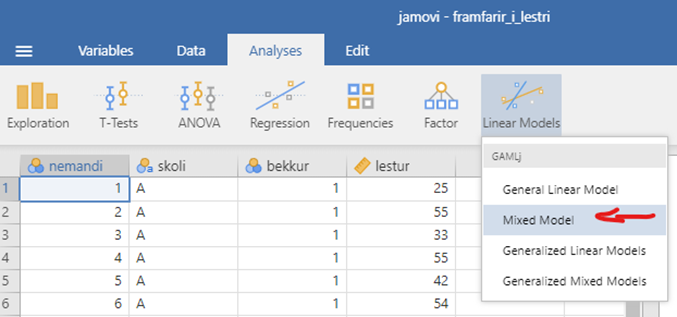 jamovi - framfarir_i_lestri
Variables Data Analyses Edit
Exploration T-Tests ANOVA Regression Frequencies Factor Linear Models
nemandi a skoli bekkur lestur
GAMLj
General Linear Model
Mixed Model
Generalized Linear Models
Generalized Mixed Models
1 1 A 1 25
2 2 A 1 55
3 3 A 1 33
4 4 A 1 55
5 5 A 1 42
6 6 A 1 54